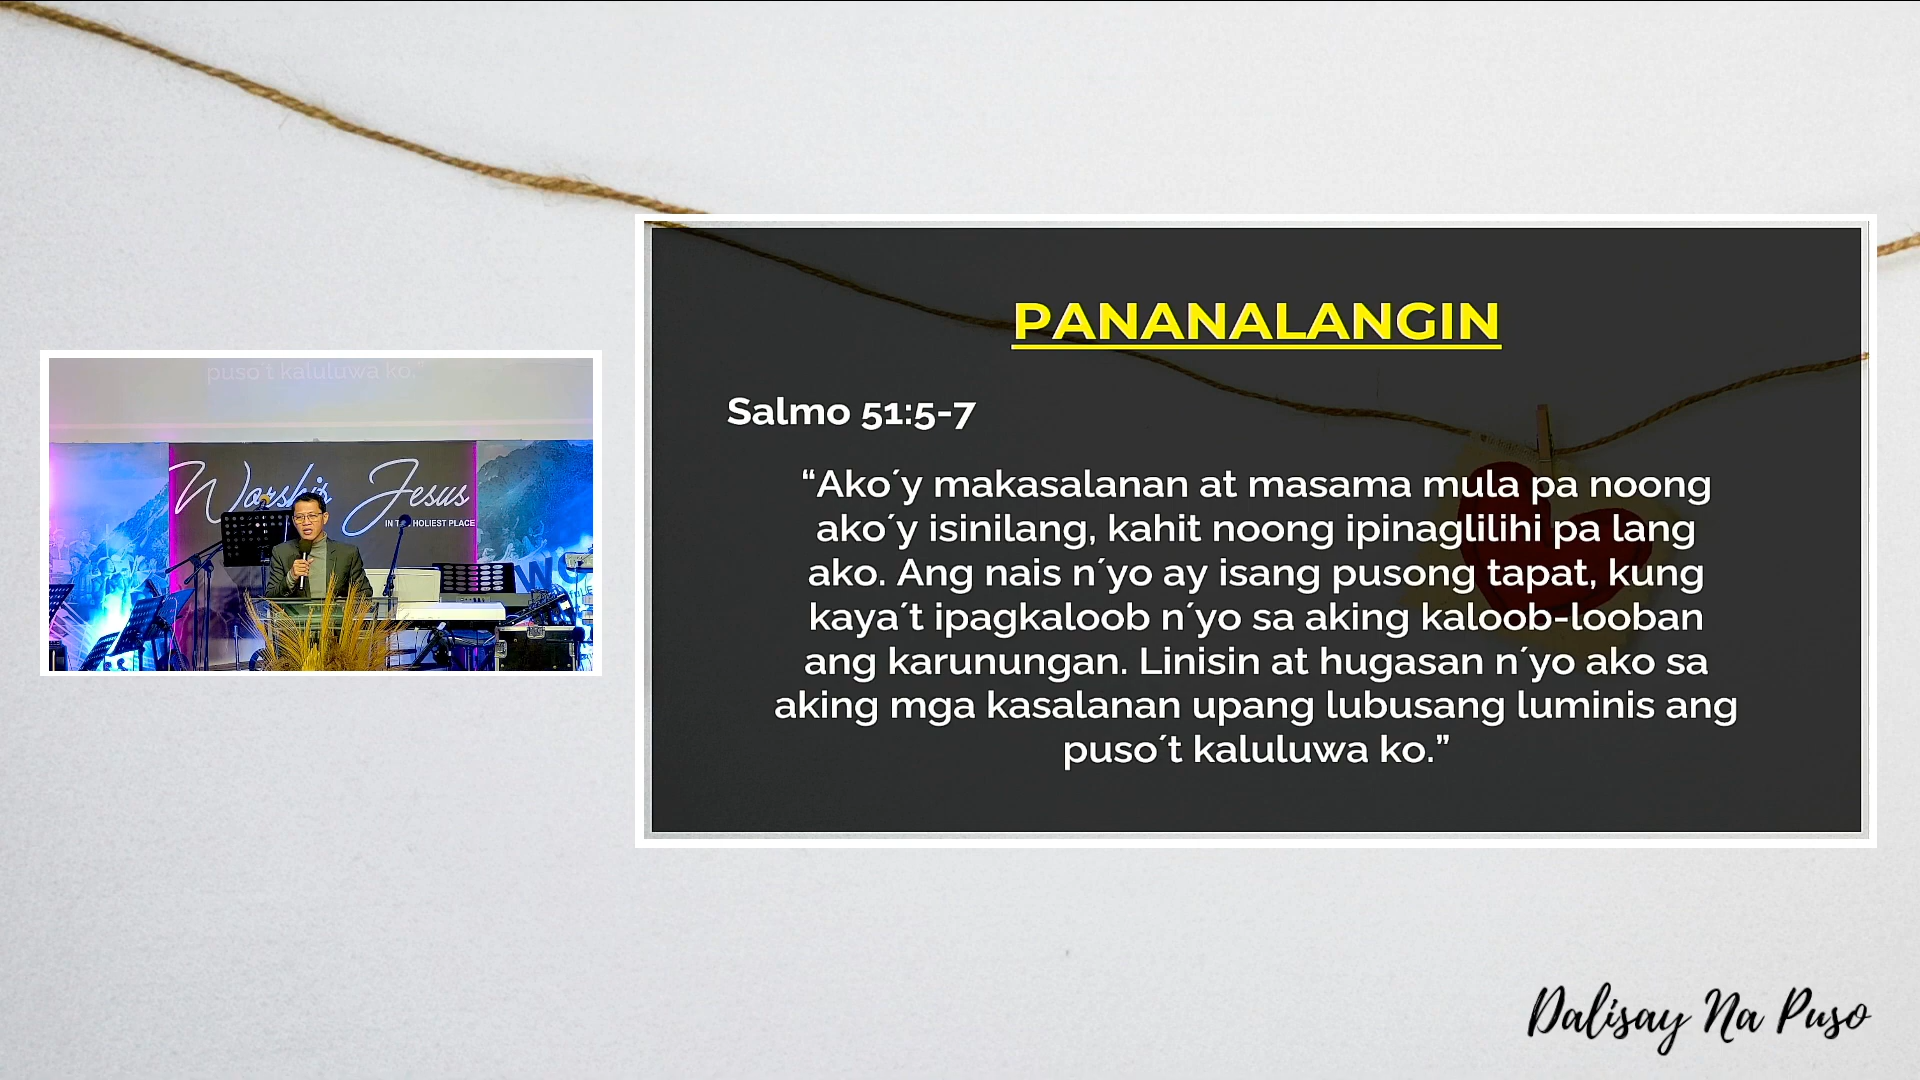 puso´t kaluluwa ko.”
Worship Jesus
IN THE HOLIEST PLACE
WO
PANANALANGIN
Salmo 51:5-7
“Ako´y makasalanan at masama mula pa noong
ako´y isinilang, kahit noong ipinaglilihi pa lang
ako. Ang nais n´yo ay isang pusong tapat, kung
kaya´t ipagkaloob n´yo sa aking kaloob-looban
ang karunungan. Linisin at hugasan n´yo ako sa
aking mga kasalanan upang lubusang luminis ang
puso´t kaluluwa ko.”
Dalisay Na Puso